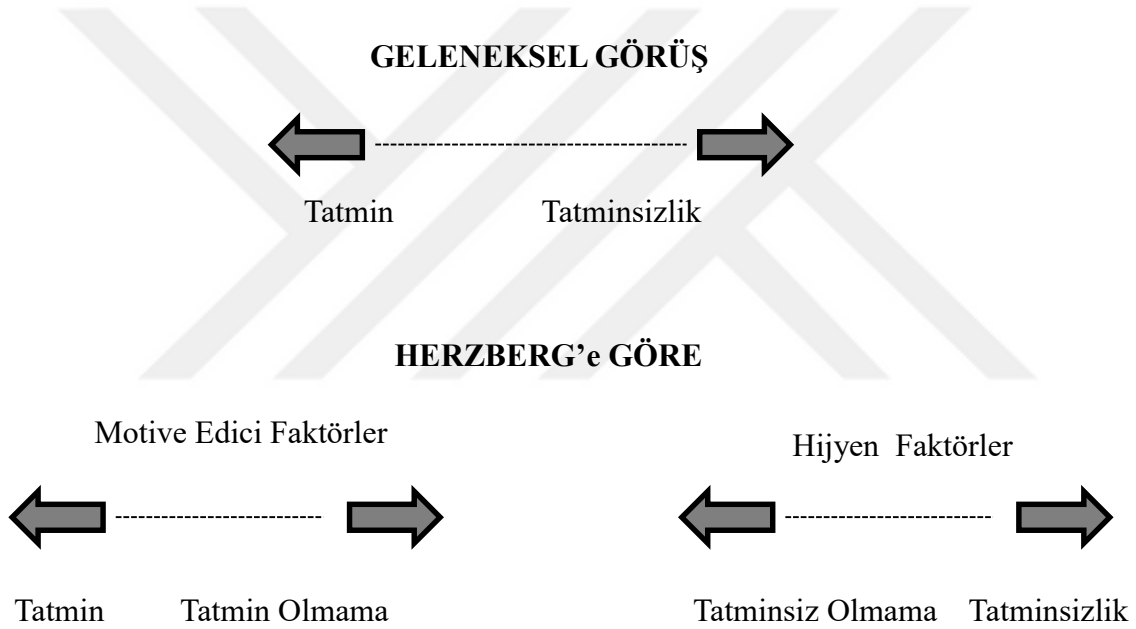 GELENEKSEL GÖRÜŞ
Tatmin Tatminsizlik
HERZBERG’e GÖRE
Motive Edici Faktörler Hijyen Faktörler
Tatmin Tatmin Olmama Tatminsiz Olmama Tatminsizlik